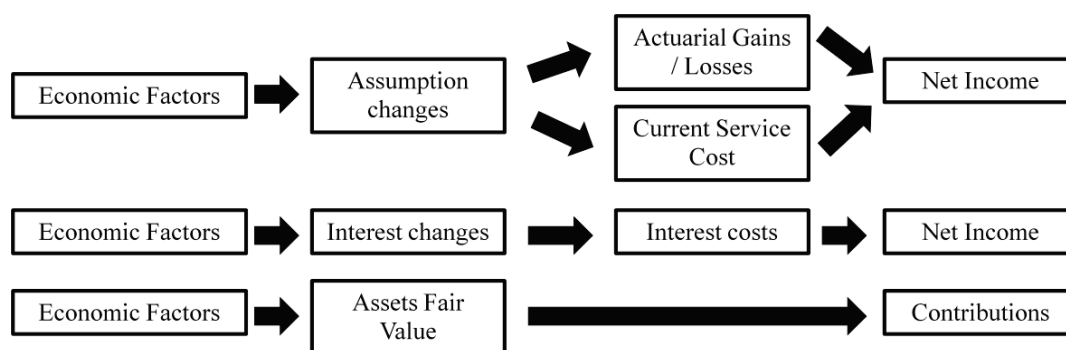 Economic Factors
Assumption
changes
Actuarial Gains
/ Losses
Current Service
Cost
Net Income
Economic Factors
Interest changes
Interest costs
Net Income
Economic Factors
Assets Fair
Value
Contributions